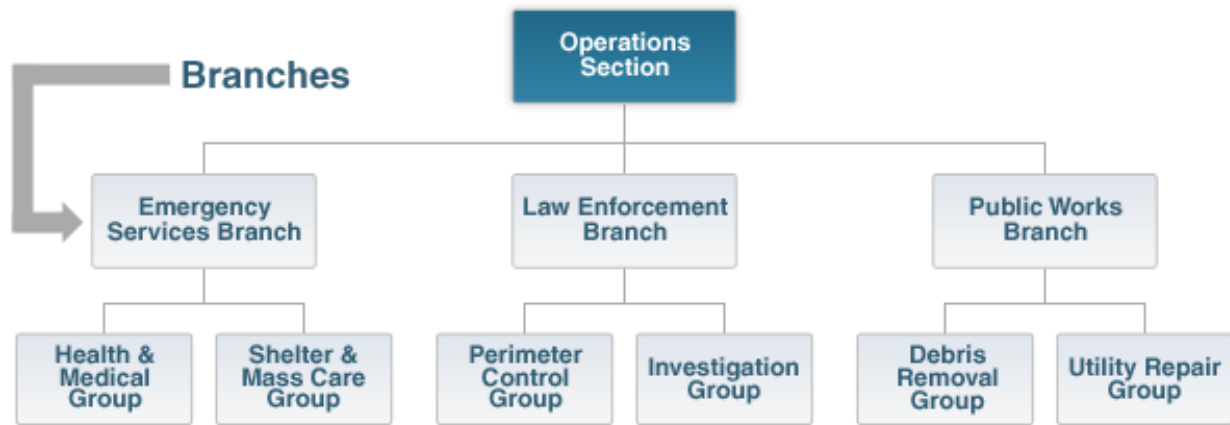 Operations
Section
Branches
Emergency
Services Branch
Law Enforcement
Branch
Public Works
Branch
Health &
Medical
Group
Shelter &
Mass Care
Group
Perimeter
Control
Group
Investigation
Group
Debris
Removal
Group
Utility Repair
Group